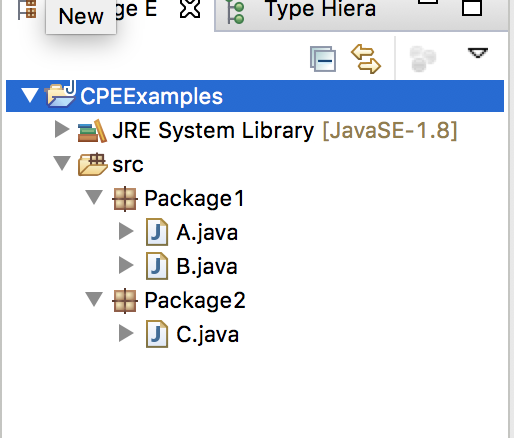 New
ge E
Type Hiera
CPEExamples
JRE System Library [JavaSE-1.8]
src
Package1
A.java
B.java
Package2
C.java